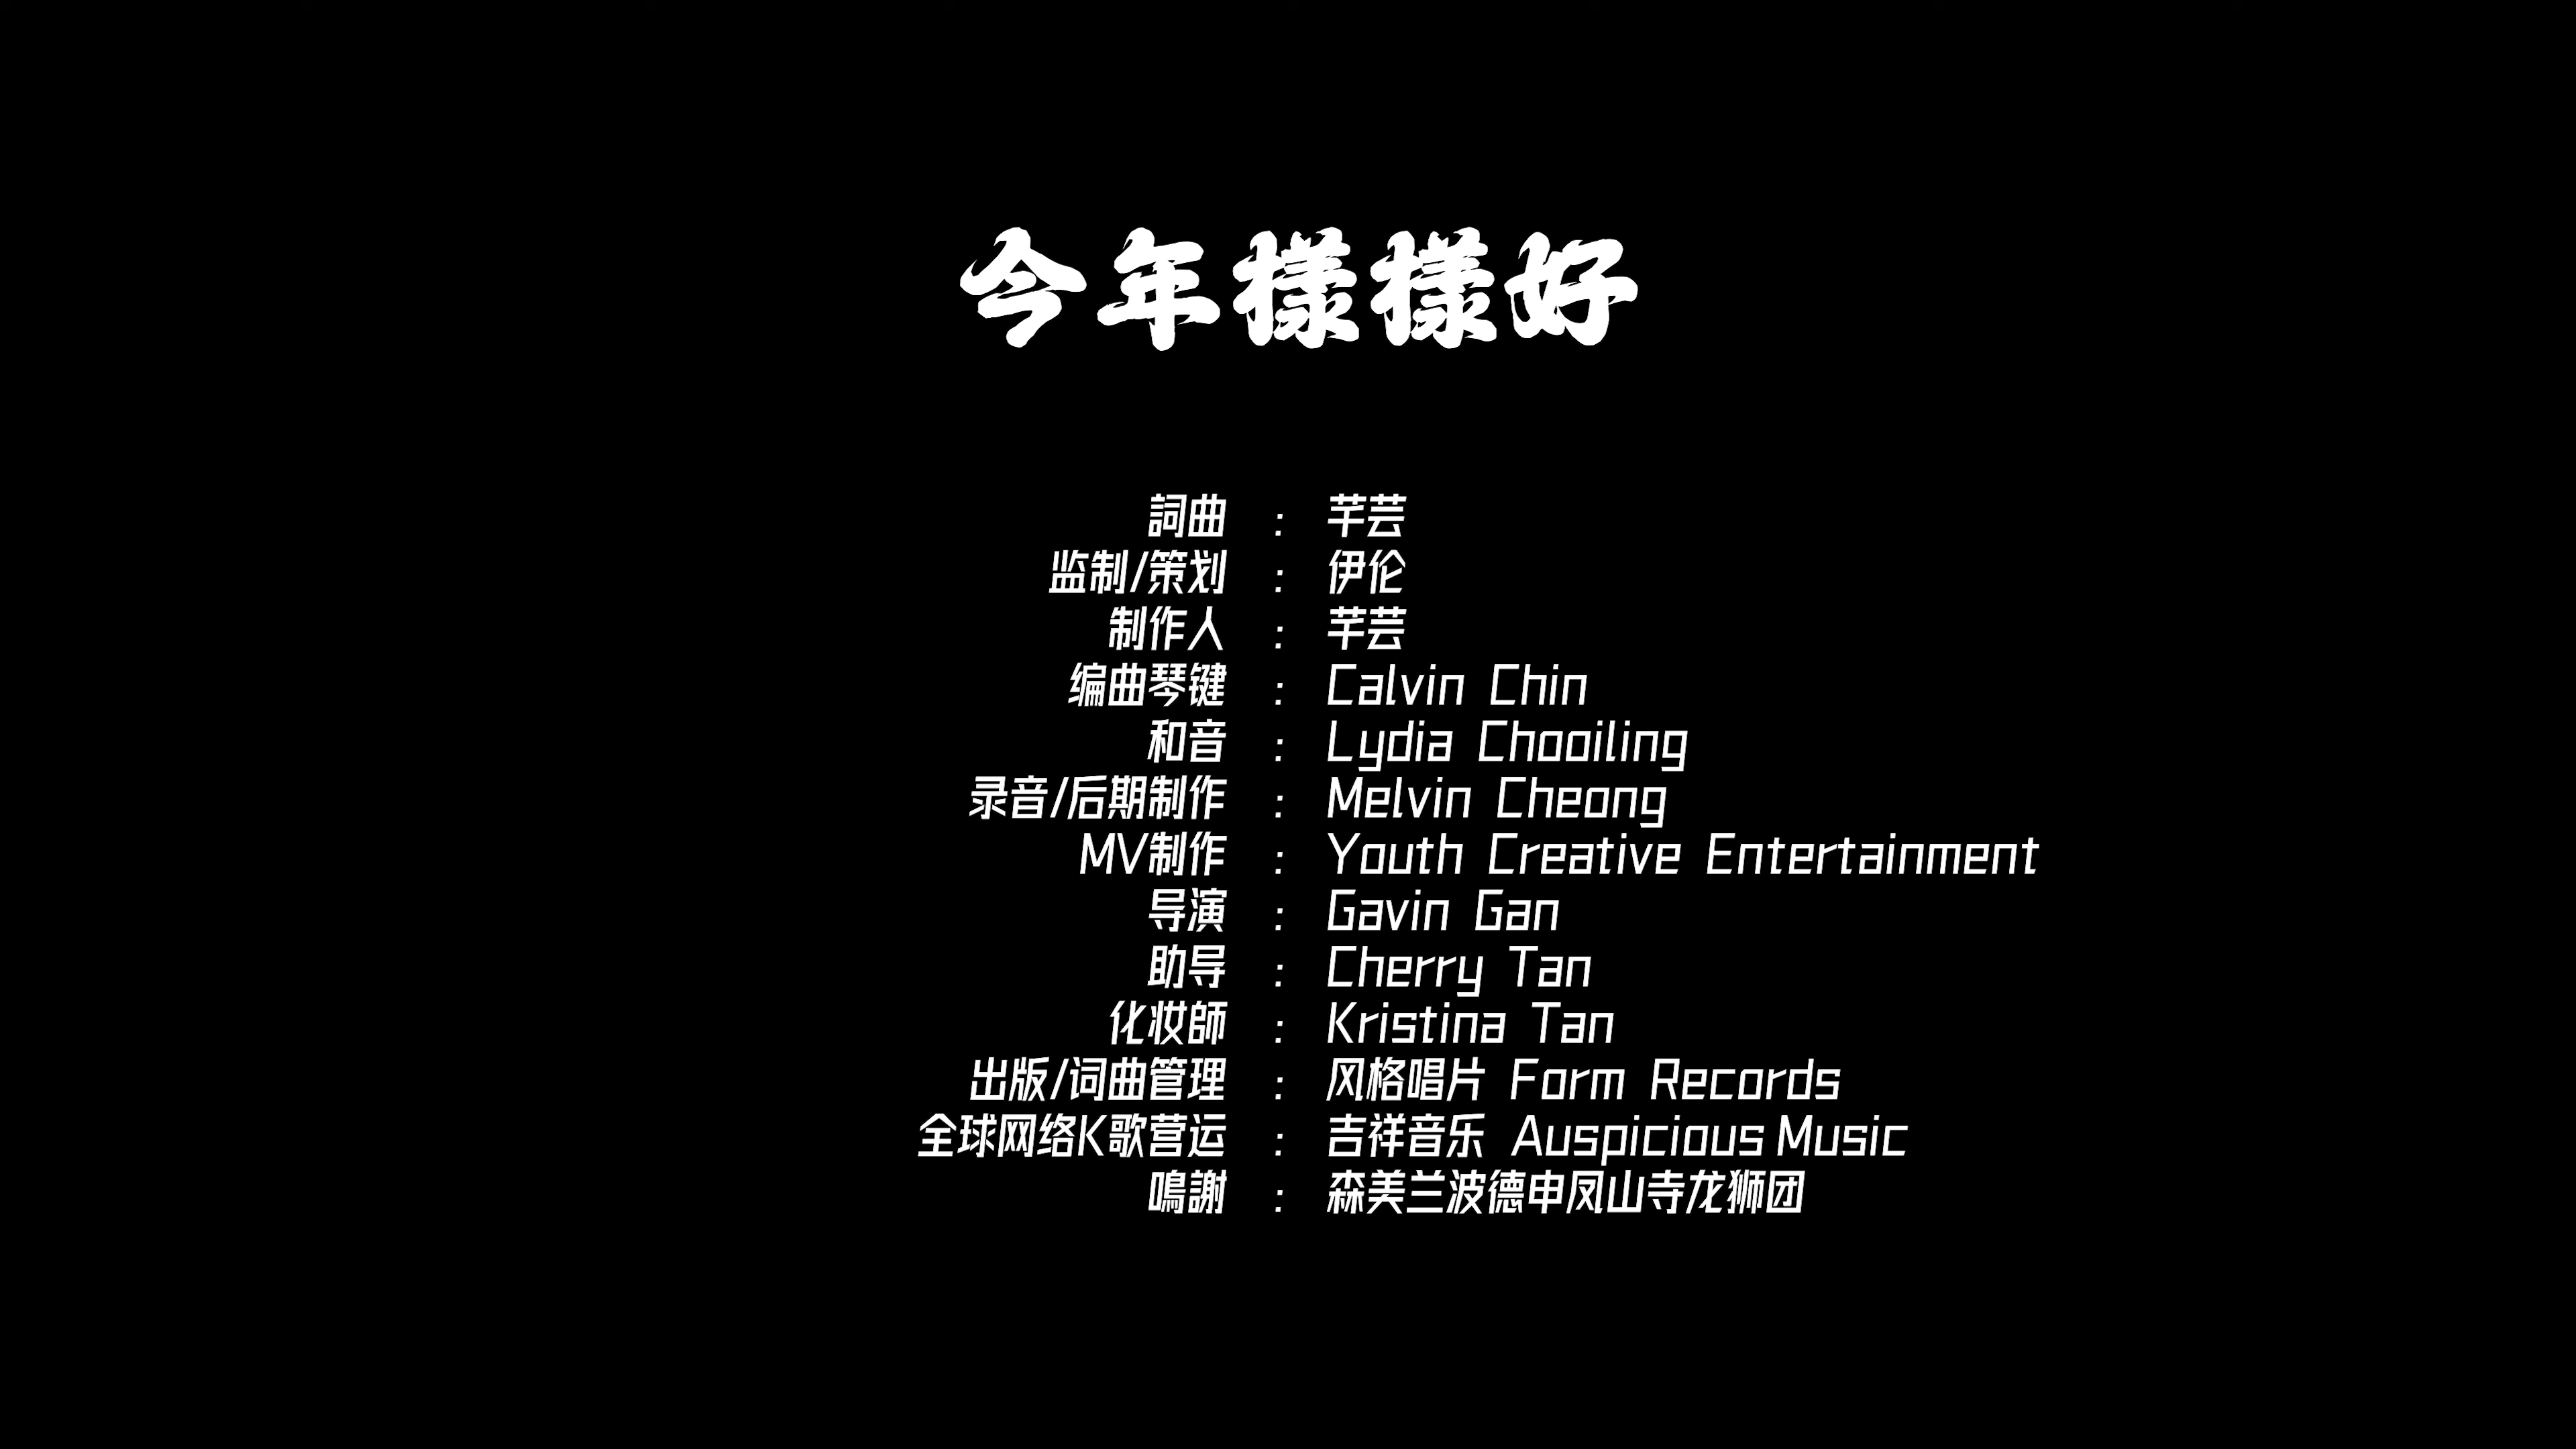 今年樣樣好
詞曲 : 芊芸
监制/策划 : 伊伦
制作人 : 芊芸
编曲琴键 : Calvin Chin
和音 : Lydia Chooiling
录音/后期制作 : Melvin Cheong
MV制作 : Youth Creative Entertainment
导演 : Gavin Gan
助导 : Cherry Tan
化妆師 : Kristina Tan
出版/词曲管理 : 风格唱片 Form Records
全球网络K歌营运 : 吉祥音乐 Auspicious Music
鳴謝 : 森美兰波德申凤山寺龙狮团